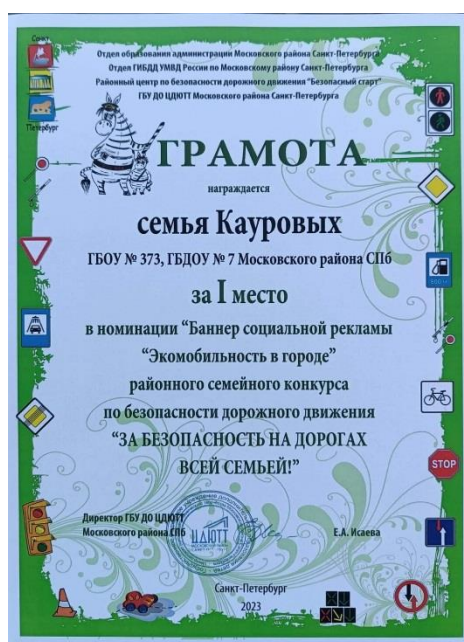 Санкт
Петербург
Отдел образования администрации Московского района Санкт-Петербурга
Отдел ГИБДД УМВД России по Московскому району Санкт-Петербурга
Районный центр по безопасности дорожного движения "Безопасный старт"
ГБУ ДО ЦДЮТТ Московского района Санкт-Петербурга
ГРАМОТА
награждается
семья Кауровых
ГБОУ № 373, ГБДОУ № 7 Московского района СПб
за I место
в номинации “Баннер социальной рекламы
“Экомобильность в городе”
районного семейного конкурса
по безопасности дорожного движения
“ЗА БЕЗОПАСНОСТЬ НА ДОРОГАХ
ВСЕЙ СЕМЬЕЙ!”
STOP
Директор ГБУ ДО ЦДЮТТ
Московского района СПб
ЦДЮТТ
Е.А. Исаева
Санкт-Петербург
2023